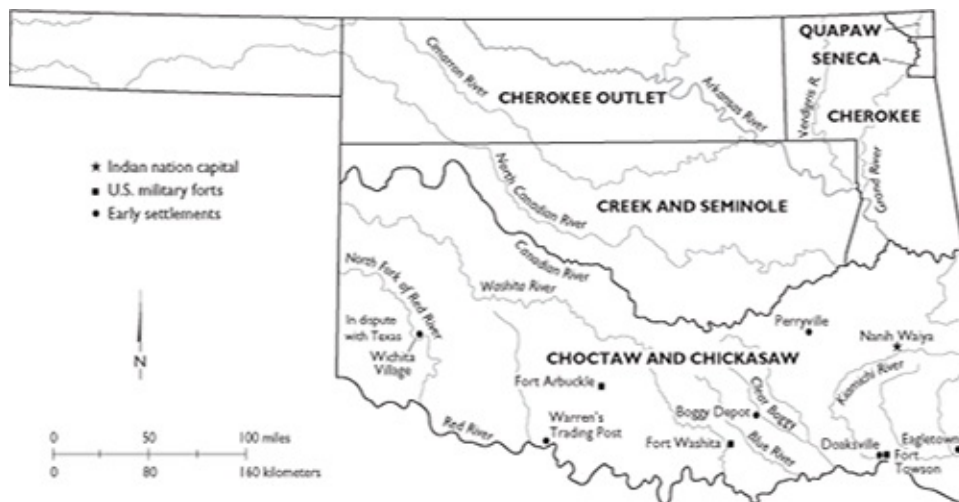 QUAPAW
SENECA
Cimarron River
CHEROKEE OUTLET
Arkansas River
Verdigris R.
CHEROKEE
Indian nation capital
U.S. military forts
Early settlements
North Canadian River
CREEK AND SEMINOLE
Grand River
Canadian River
North Fork of Red River
Washita River
In dispute
with Texas
Wichita
Village
Perryville
Nanih Waiya
N
CHOCTAW AND CHICKASAW
Kiamichi River
Fort Arbuckle
Clear Boggy
Boggy Depot
Red River
Warren's
Trading Post
Fort Washita
Blue River
Doaksville
Eagletown
Fort
Towson
0 50 100 miles
0 80 160 kilometers